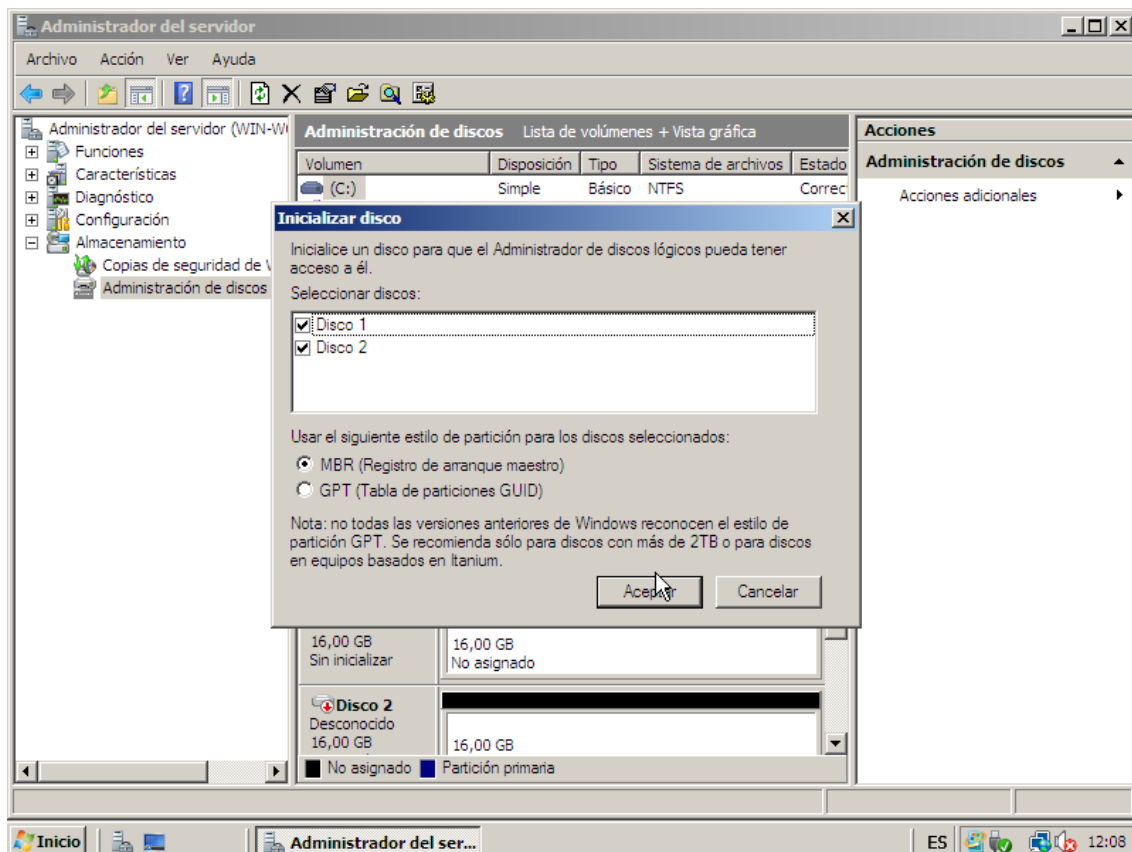 Administrador del servidor
Archivo Acción Ver Ayuda
Administrador del servidor (WIN-W
Funciones
Características
Diagnóstico
Configuración
Almacenamiento
Copias de seguridad de
Administración de discos
Administración de discos Lista de volúmenes + Vista gráfica
Volumen Disposición Tipo Sistema de archivos Estado
(C:) Simple Básico NTFS Correc
Acciones
Administración de discos
Acciones adicionales
Inicializar disco
Inicialice un disco para que el Administrador de discos lógicos pueda tener
acceso a él.
Seleccionar discos:
Disco 1
Disco 2
Usar el siguiente estilo de partición para los discos seleccionados:
MBR (Registro de arranque maestro)
GPT (Tabla de particiones GUID)
Nota: no todas las versiones anteriores de Windows reconocen el estilo de
partición GPT. Se recomienda sólo para discos con más de 2TB o para discos
en equipos basados en Itanium.
Aceptar Cancelar
16,00 GB 16,00 GB
Sin inicializar No asignado
Disco 2
Desconocido
16,00 GB 16,00 GB
No asignado Partición primaria
Inicio Administrador del ser... ES 12:08